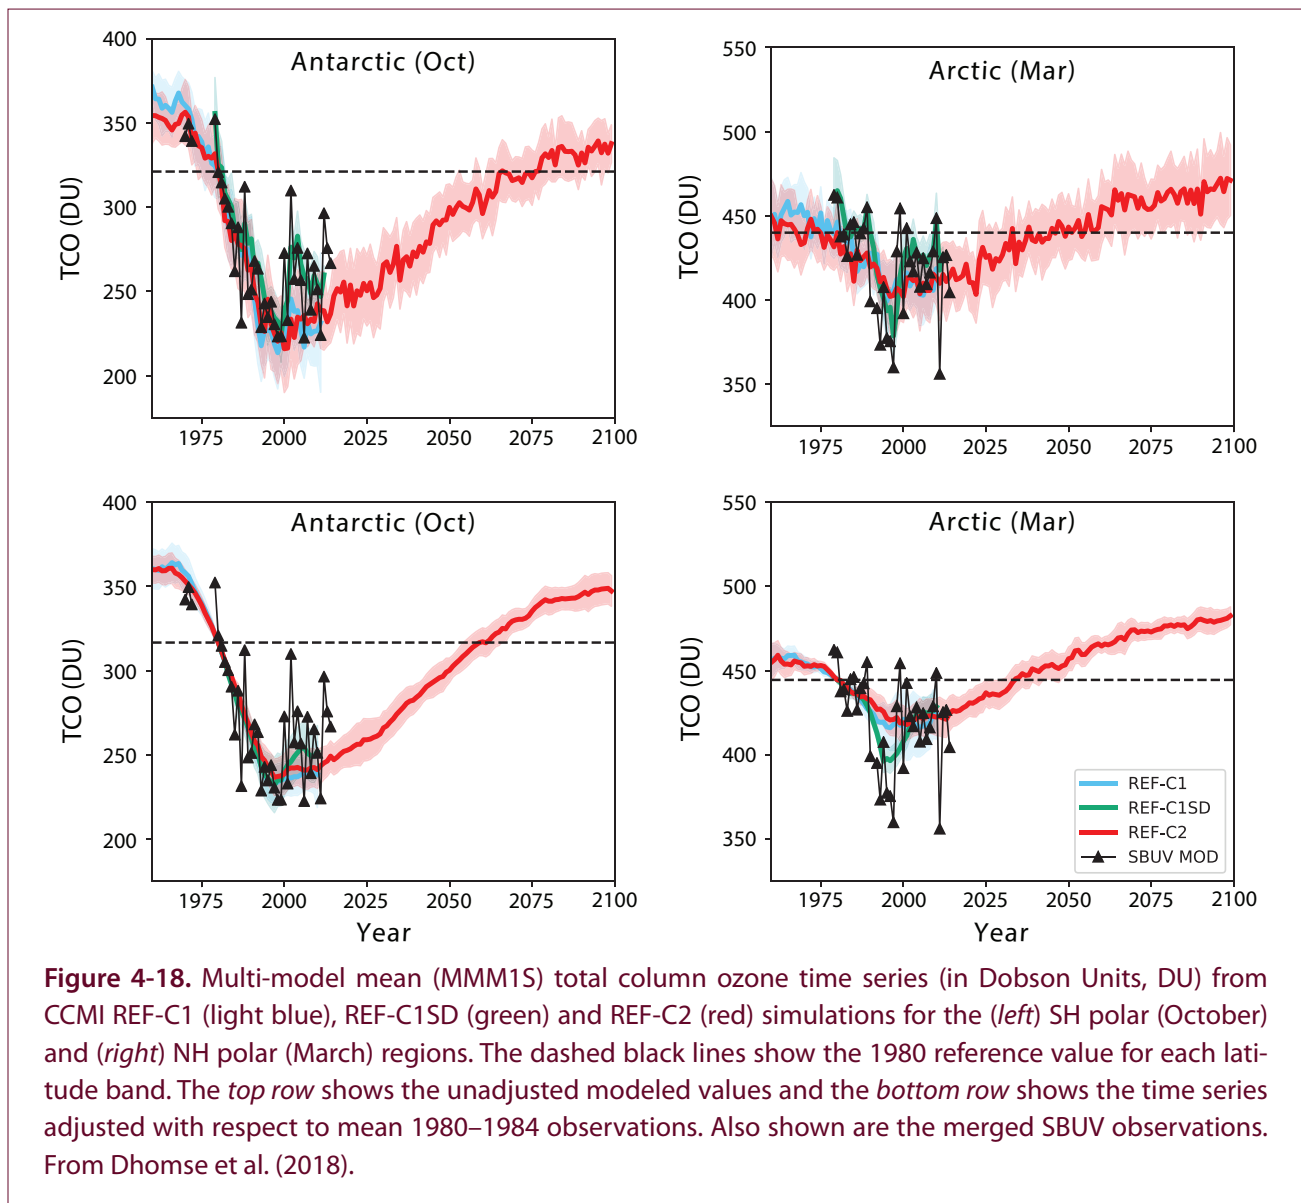 400
350
300
250
200
TCO (DU)
Antarctic (Oct)
1975 2000 2025 2050 2075 2100
550
500
450
400
350
TCO (DU)
Arctic (Mar)
1975 2000 2025 2050 2075 2100
400
350
300
250
200
TCO (DU)
Antarctic (Oct)
1975 2000 2025 2050 2075 2100
Year
550
500
450
400
350
TCO (DU)
Arctic (Mar)
REF-C1
REF-C1SD
REF-C2
SBUV MOD
1975 2000 2025 2050 2075 2100
Year
Figure 4-18. Multi-model mean (MMM1S) total column ozone time series (in Dobson Units, DU) from
CCMI REF-C1 (light blue), REF-C1SD (green) and REF-C2 (red) simulations for the (left) SH polar (October)
and (right) NH polar (March) regions. The dashed black lines show the 1980 reference value for each lati-
tude band. The top row shows the unadjusted modeled values and the bottom row shows the time series
adjusted with respect to mean 1980–1984 observations. Also shown are the merged SBUV observations.
From Dhomse et al. (2018).